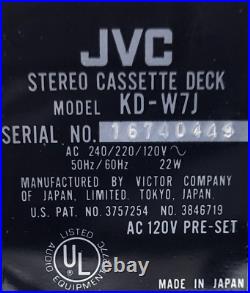 JVC
STEREO CASSETTE DECK
MODEL KD-W7J
SERIAL NO. 16740449
AC 240/220/120V ~
50Hz/60Hz 22W
MANUFACTURED BY VICTOR COMPANY
OF JAPAN, LIMITED. TOKYO, JAPAN.
U.S. PAT. NO. 3757254 NO. 3846719
AC 120V PRE-SET
LISTED
UL
AUDIO EQUIPMENT
MADE IN JAPAN